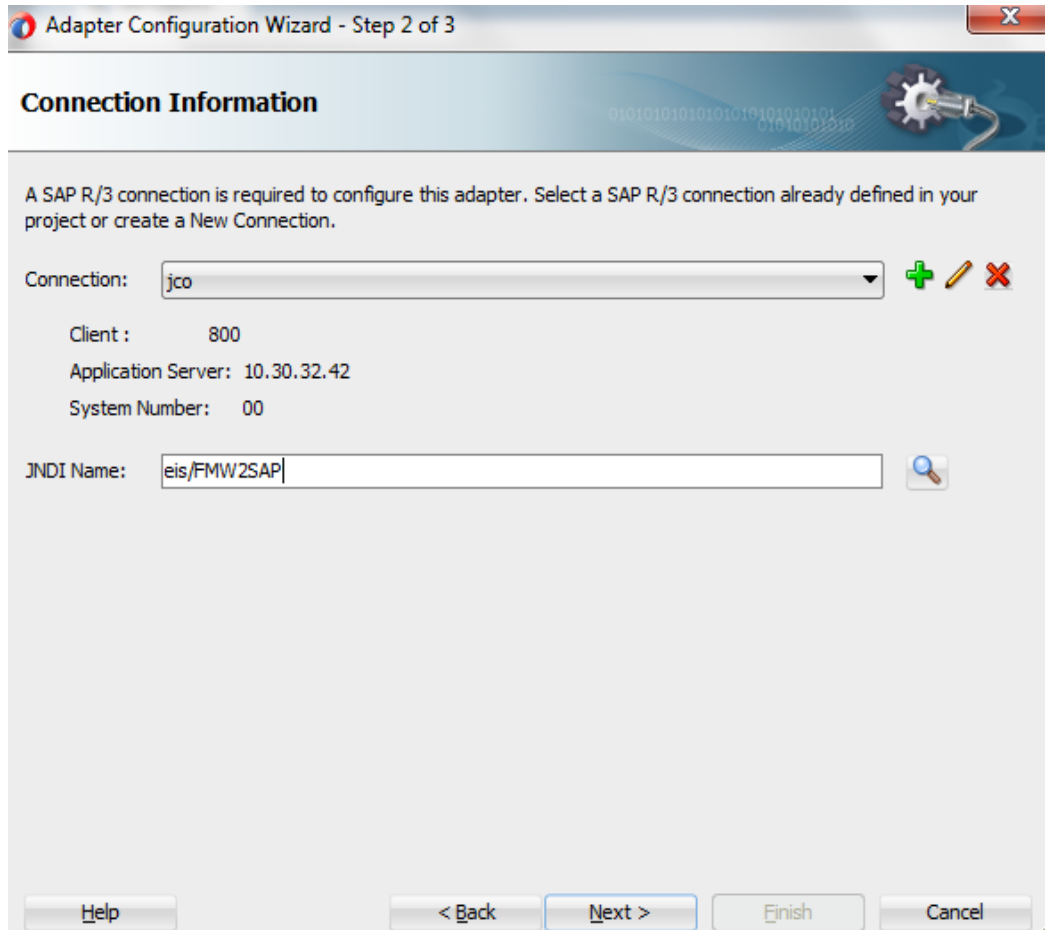 Adapter Configuration Wizard - Step 2 of 3
Connection Information
A SAP R/3 connection is required to configure this adapter. Select a SAP R/3 connection already defined in your
project or create a New Connection.
Connection: jco
Client : 800
Application Server: 10.30.32.42
System Number: 00
JNDI Name: eis/FMW2SAP
Help < Back Next > Finish Cancel